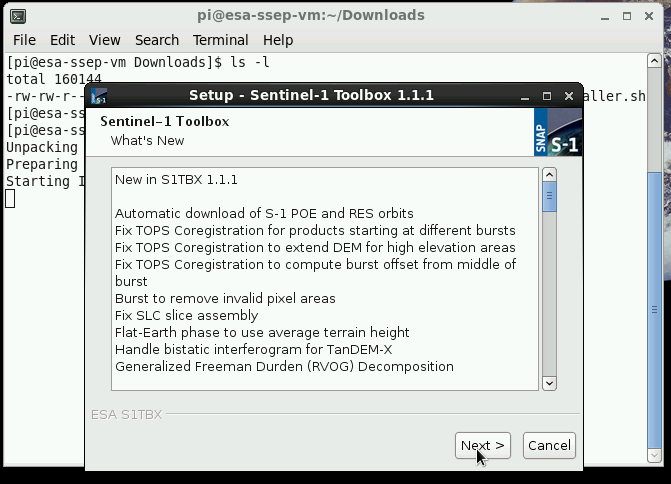 pi@esa-ssep-vm:~/Downloads
File Edit View Search Terminal Help
[pi@esa-ssep-vm Downloads]$ ls -l
total 160144
-rw-rw-r-- aller.sh
[pi@esa-ss
[pi@esa-ss
Unpacking
Preparing
Starting I
Setup - Sentinel-1 Toolbox 1.1.1
Sentinel-1 Toolbox
What's New
SNAP
S-1
New in S1TBX 1.1.1
Automatic download of S-1 POE and RES orbits
Fix TOPS Coregistration for products starting at different bursts
Fix TOPS Coregistration to extend DEM for high elevation areas
Fix TOPS Coregistration to compute burst offset from middle of
burst
Burst to remove invalid pixel areas
Fix SLC slice assembly
Flat-Earth phase to use average terrain height
Handle bistatic interferogram for TanDEM-X
Generalized Freeman Durden (RVOG) Decomposition
ESA S1TBX
Next >
Cancel